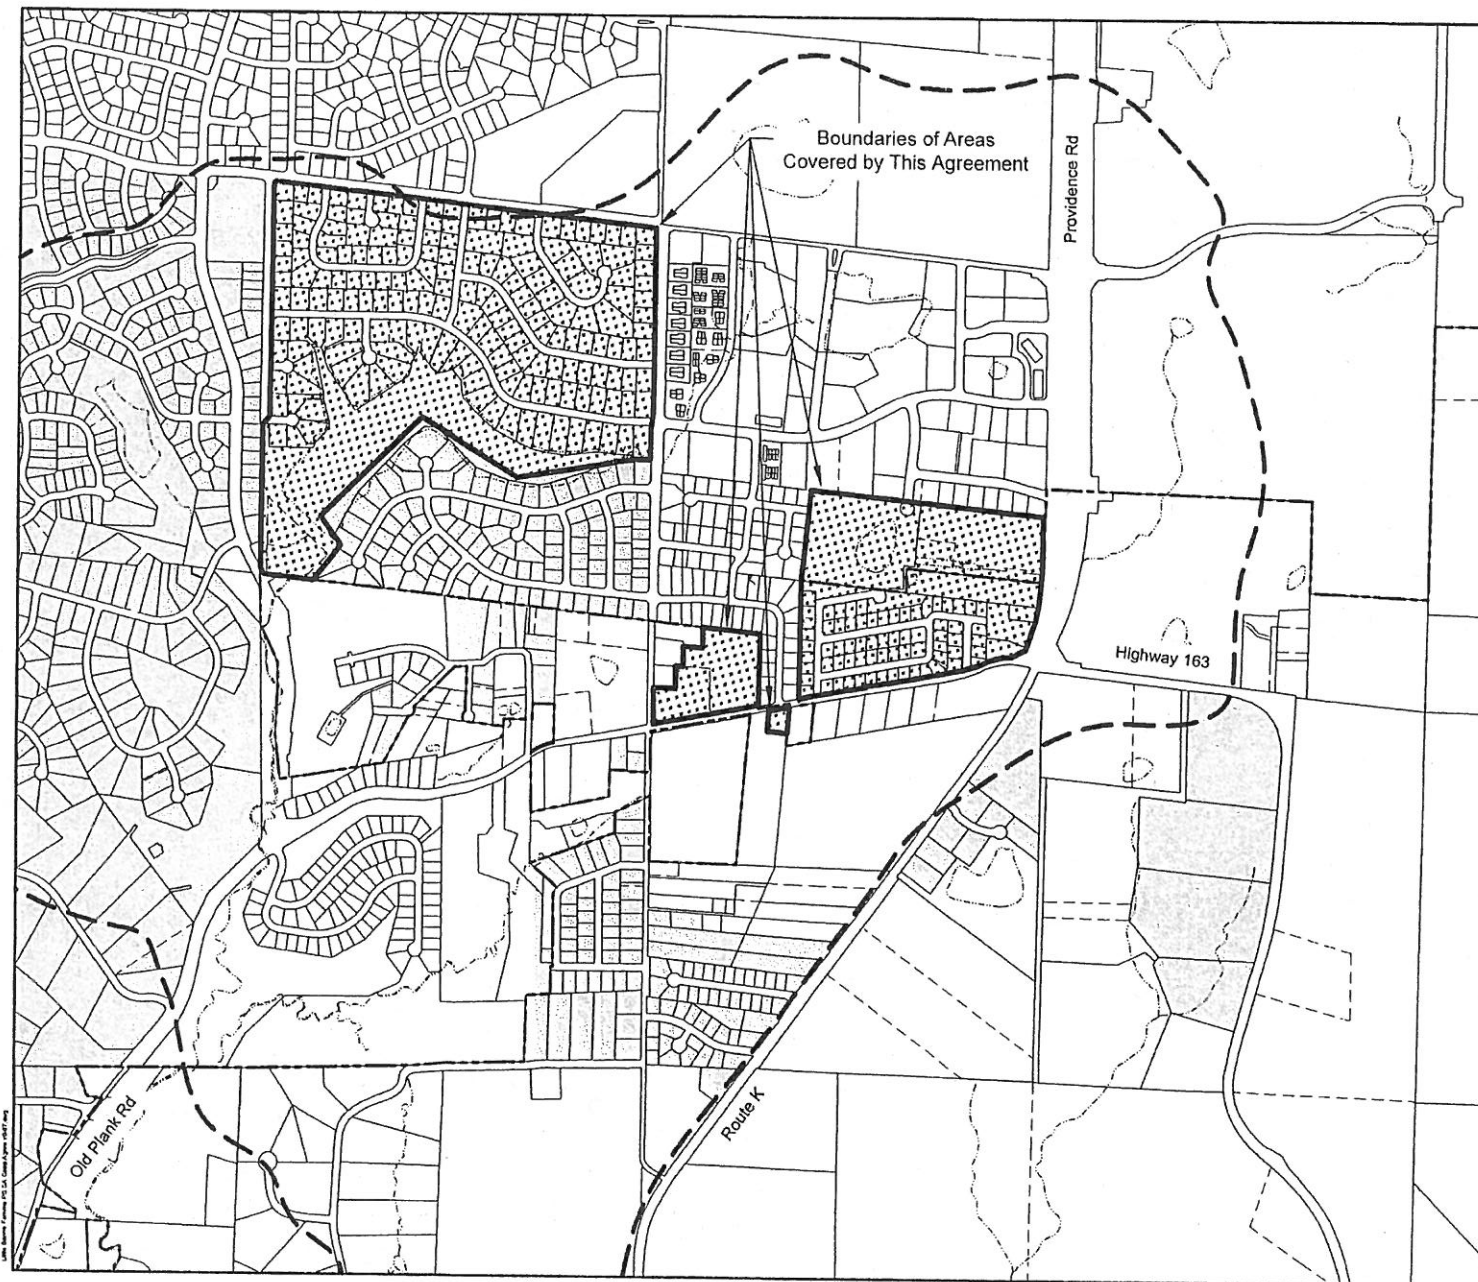 Boundaries of Areas
Covered by This Agreement
Providence Rd
Highway 163
Route K
Old Plank Rd